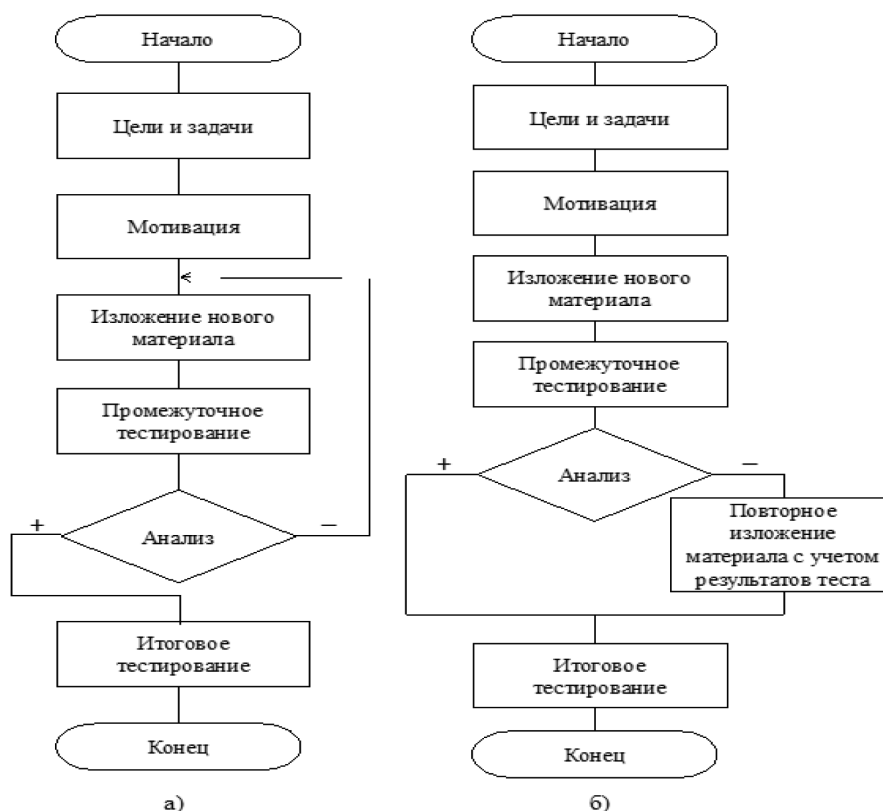 Начало
Цели и задачи
Мотивация
Изложение нового
материала
Промежуточное
тестирование
+
Анализ
–
Итоговое
тестирование
Конец
а)
Начало
Цели и задачи
Мотивация
Изложение нового
материала
Промежуточное
тестирование
+
Анализ
–
Повторное
изложение
материала с учетом
результатов теста
Итоговое
тестирование
Конец
б)